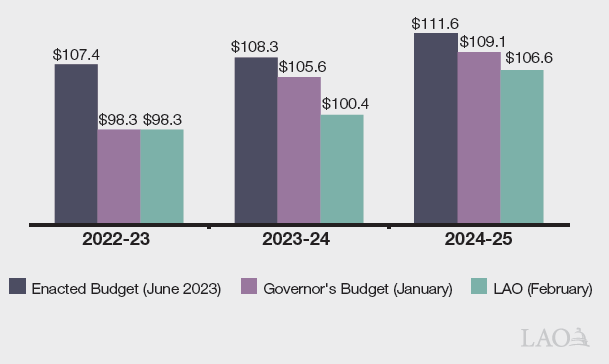 $107.4
$98.3 $98.3
$108.3
$105.6
$100.4
$111.6
$109.1
$106.6
2022-23
2023-24
2024-25
Enacted Budget (June 2023)
Governor's Budget (January)
LAO (February)
LAO